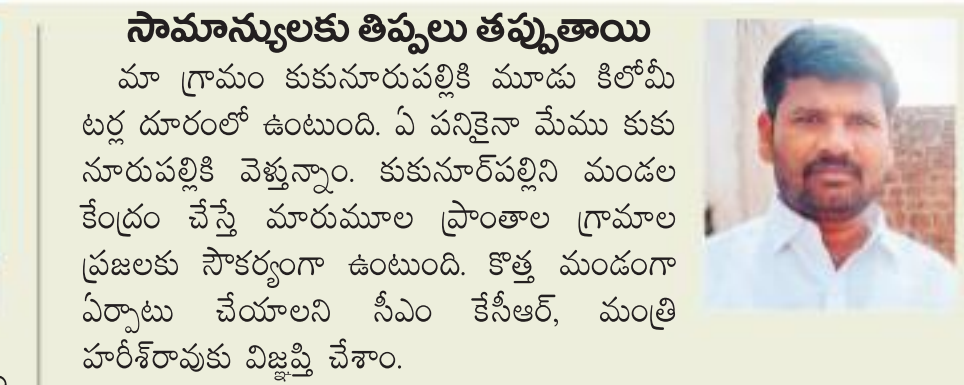 సామాన్యులకు తిప్పలు తప్పుతాయి
మా గ్రామం కుకునూరుపల్లికి మూడు కిలోమీ
టర్ల దూరంలో ఉంటుంది. ఏ పనికైనా మేము కుకు
నూరుపల్లికి వెళ్తున్నాం. కుకునూర్‌పల్లిని మండల
కేంద్రం చేస్తే మారుమూల ప్రాంతాల గ్రామాల
ప్రజలకు సౌకర్యంగా ఉంటుంది. కొత్త మండంగా
ఏర్పాటు చేయాలని సీఎం కేసీఆర్, మంత్రి
హరీశ్‌రావుకు విజ్ఞప్తి చేశాం.